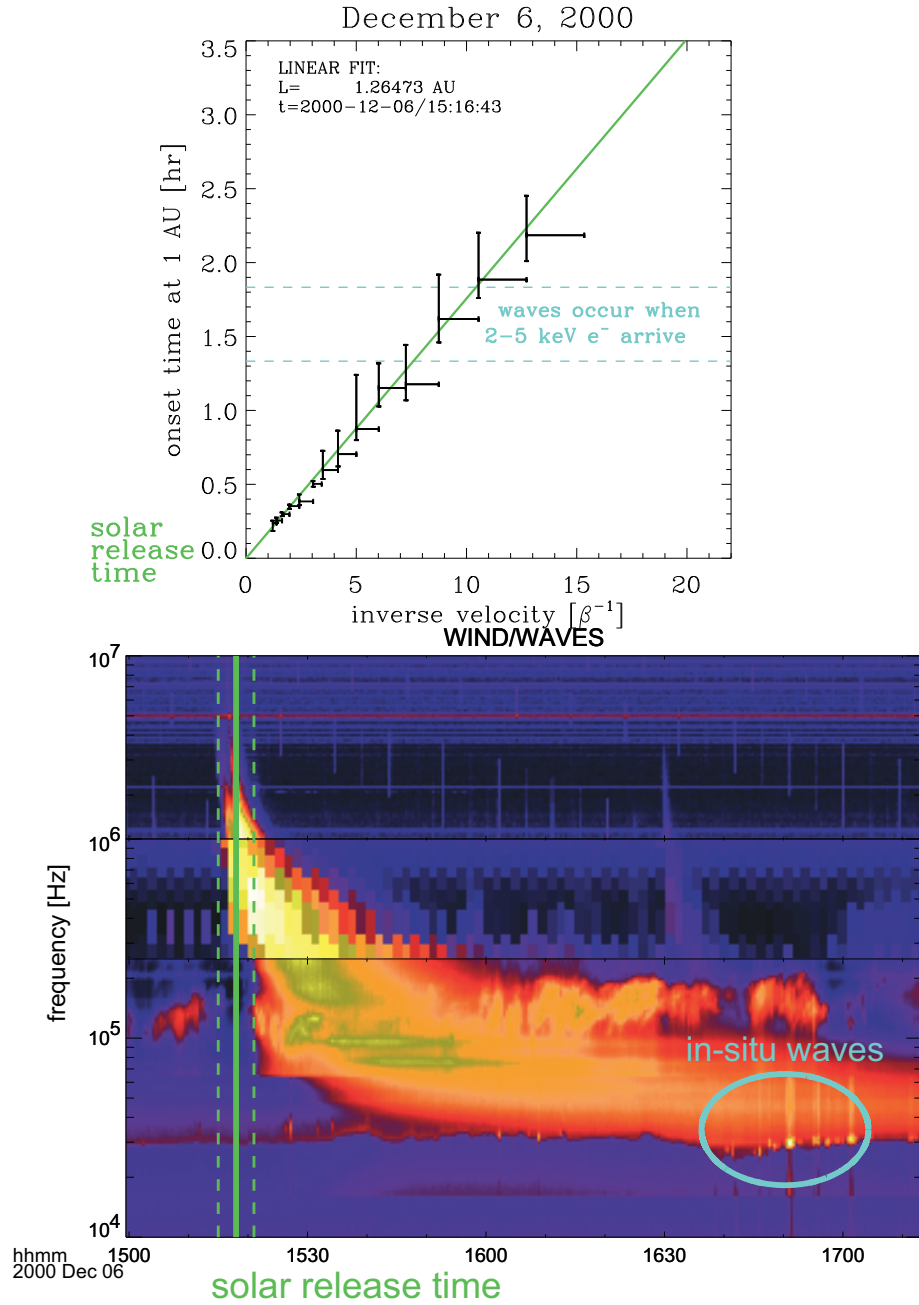 December 6, 2000
LINEAR FIT:
L= 1.26473 AU
t=2000-12-06/15:16:43
3.5
3.0
2.5
2.0
1.5
1.0
0.5
0.0
onset time at 1 AU [hr]
waves occur when
2-5 keV e⁻ arrive
solar
release
time
0 5 10 15 20
inverse velocity [β⁻¹]
WIND/WAVES
10⁷
10⁶
10⁵
10⁴
frequency [Hz]
in-situ waves
1500 1530 1600 1630 1700
hhmm
2000 Dec 06
solar release time